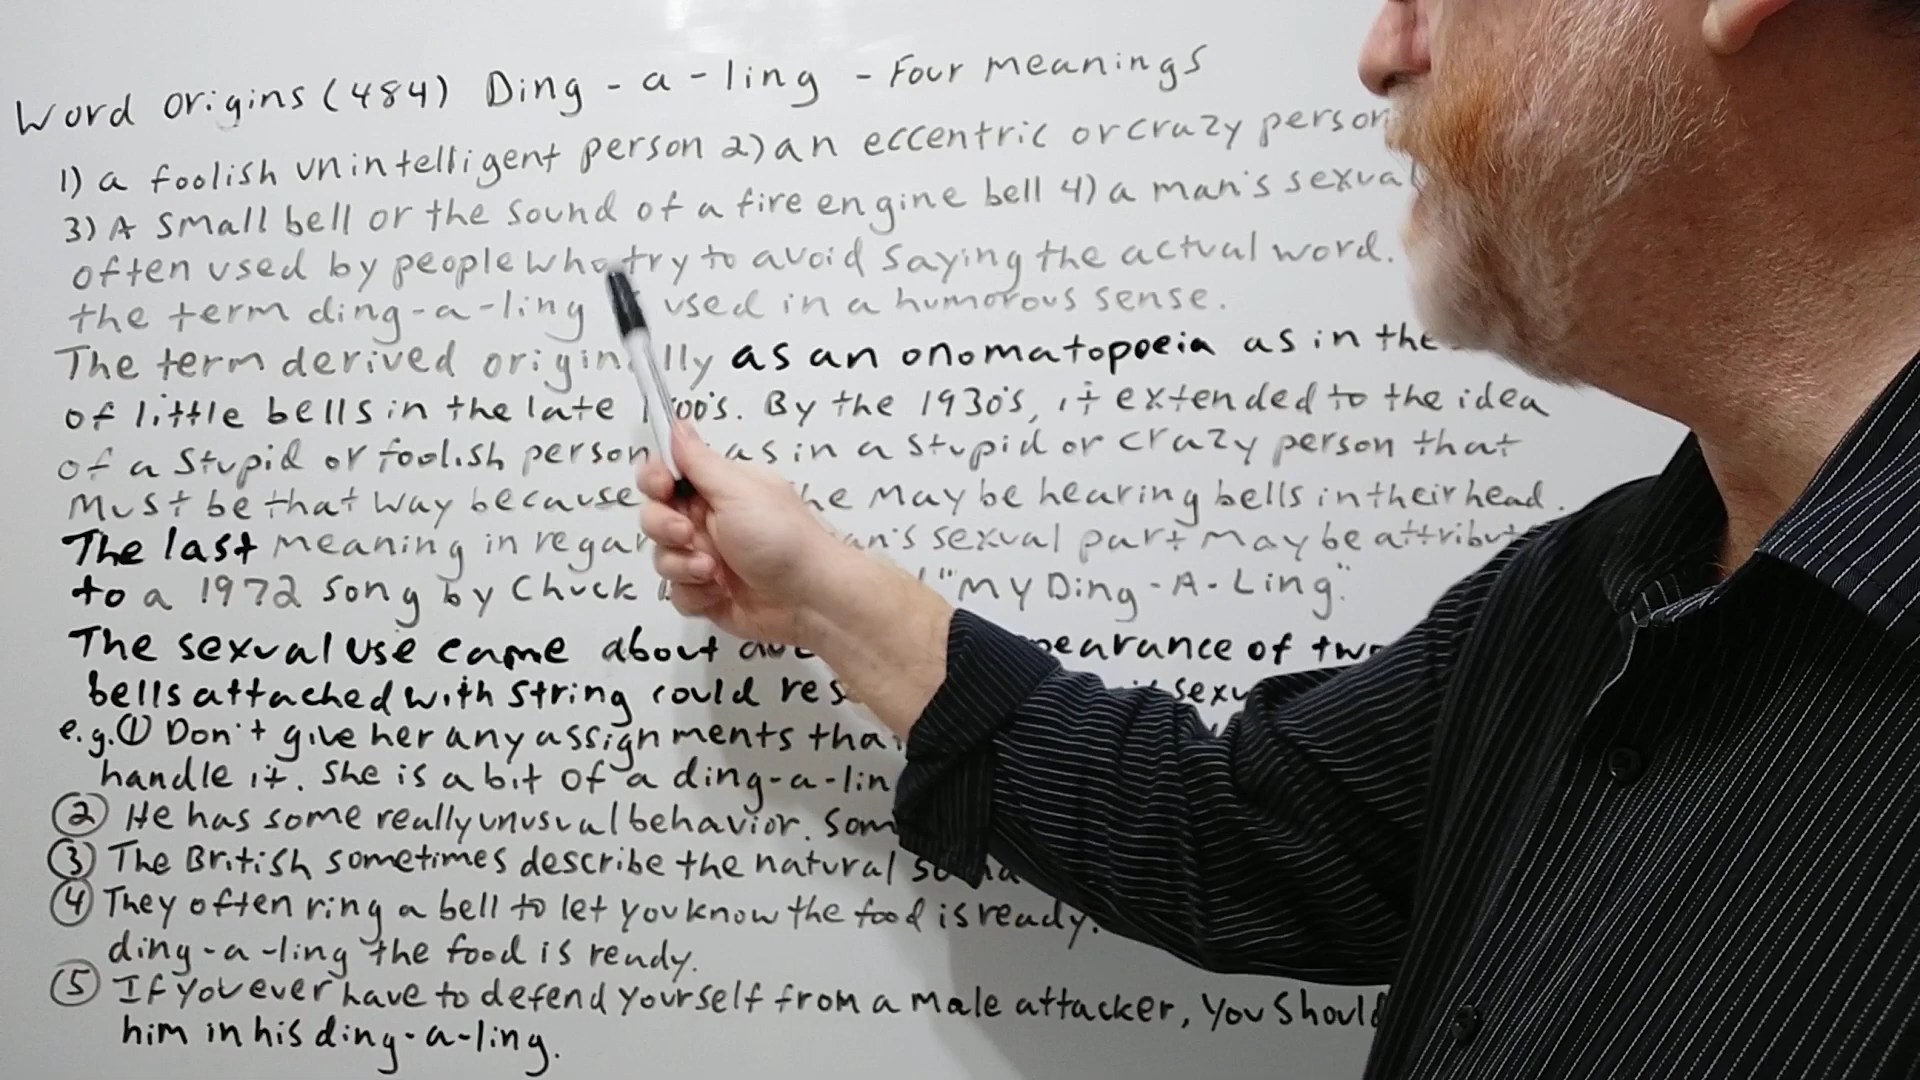 Word Origins (484) Ding-a-ling - Four meanings
1) a foolish unintelligent person 2) an eccentric or crazy person
3) A small bell or the sound of a fire engine bell 4) a man's sexual
often used by people who try to avoid saying the actual word.
the term ding-a-ling used in a humorous sense.
The term derived originally as an onomatopoeia as in the
of little bells in the late By the 1930's, it extended to the idea
of a stupid or foolish person as in a stupid or crazy person that
must be that way because he may be hearing bells in their head.
The last meaning in regar man's sexual part may be attribut
to a 1972 song by Chuck "My Ding-A-Ling."
The sexual use came about appearance of two
bells attached with string could res sexu
e.g. ① Don't give her any assignments tha
handle it. She is a bit of a ding-a-lin
② He has some really unusual behavior. Som
③ The British sometimes describe the natural
④ They often ring a bell to let you know the food is ready.
ding-a-ling the food is ready.
⑤ If you ever have to defend yourself from a male attacker, you should
him in his ding-a-ling.